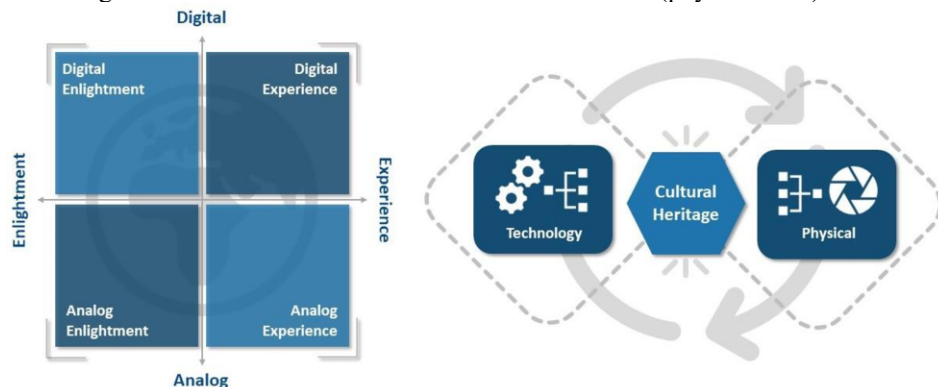 Digital
Digital
Enlightment
Digital
Experience
Enlightment
Experience
Analog
Enlightment
Analog
Experience
Analog
Technology
Cultural
Heritage
Physical